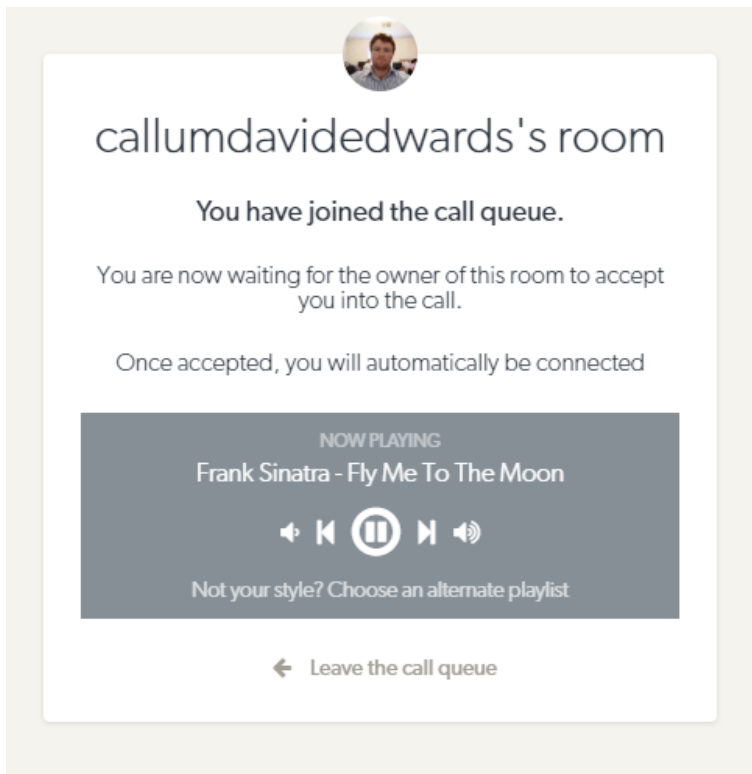 callumdavidedwards's room
You have joined the call queue.
You are now waiting for the owner of this room to accept
you into the call.
Once accepted, you will automatically be connected
NOW PLAYING
Frank Sinatra - Fly Me To The Moon
Not your style? Choose an alternate playlist
Leave the call queue